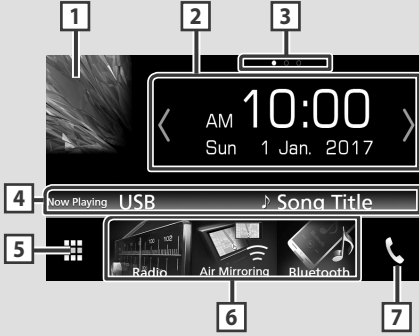 1 2 3
AM 10:00
Sun 1 Jan. 2017
4 Now Playing USB ♪ Song Title
5 Radio Air Mirroring Bluetooth
6 7